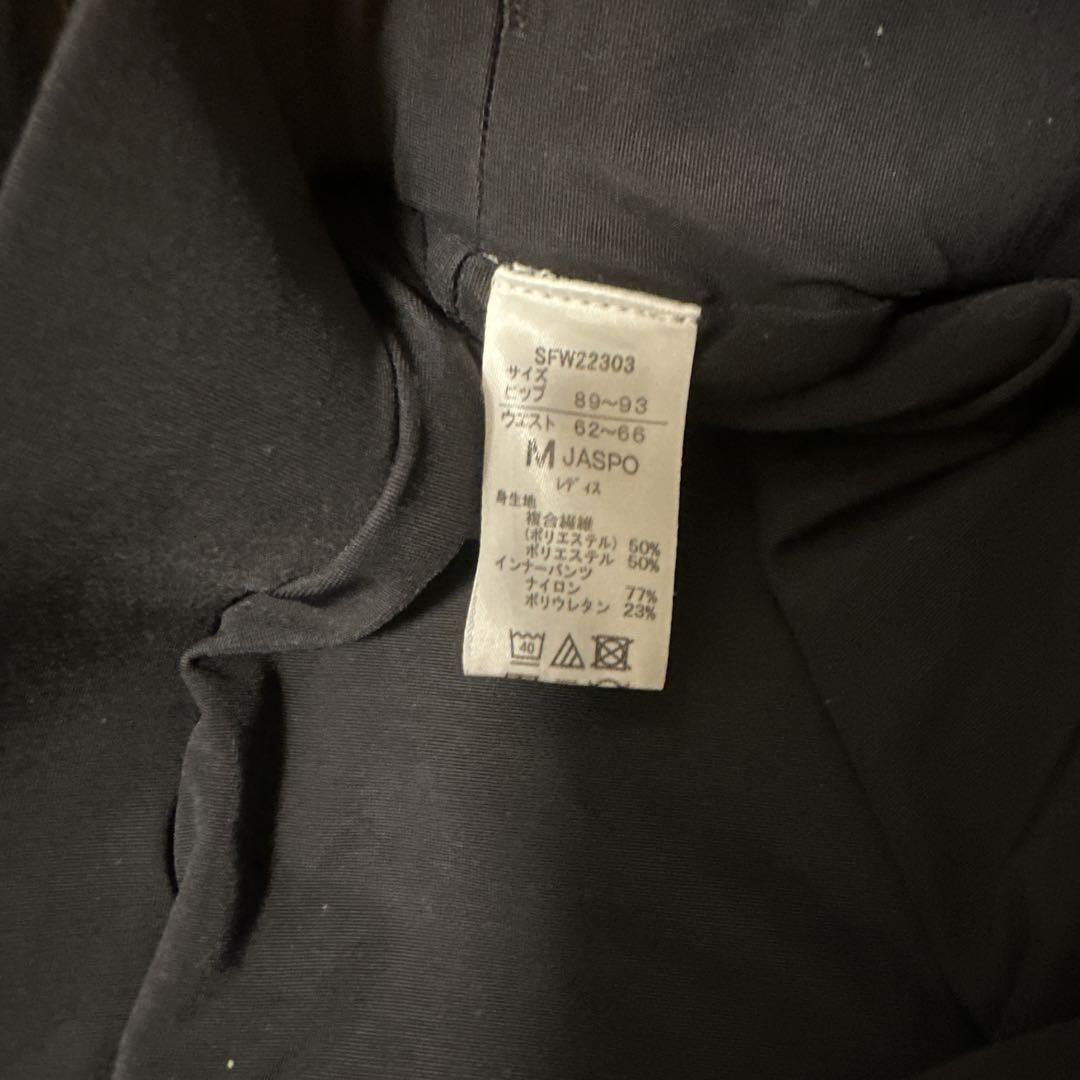 SFW22303
サイズ
ヒップ 89～93
ウエスト 62～66
M JASPO
レディス
身生地
複合繊維
(ポリエステル) 50%
ポリエステル 50%
インナーパンツ
ナイロン 77%
ポリウレタン 23%
40